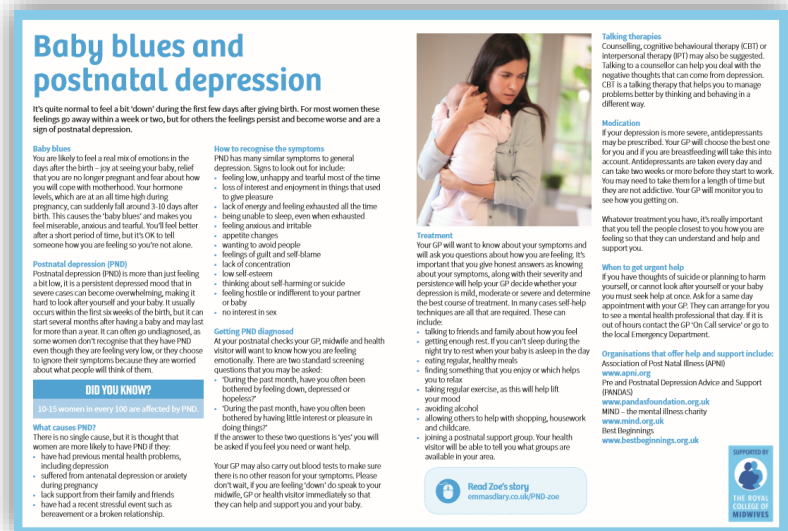 Baby blues and
postnatal depression
It's quite normal to feel a bit 'down' during the first few days after giving birth. For most women these
feelings go away within a week or two, but for others the feelings persist and become worse and are a
sign of postnatal depression.
Baby blues
You are likely to feel a real mix of emotions in the
days after the birth – joy at seeing your baby, relief
that you are no longer pregnant and fear about how
you will cope with motherhood. Your hormone
levels, which are at an all time high during
pregnancy, can suddenly fall around 3-10 days after
birth. This causes the 'baby blues' and makes you
feel miserable, anxious and tearful. You'll feel better
after a short period of time, but it's OK to tell
someone how you are feeling so you're not alone.
Postnatal depression (PND)
Postnatal depression (PND) is more than just feeling
a bit low, it is a persistent depressed mood that in
severe cases can become overwhelming, making it
hard to look after yourself and your baby. It usually
occurs within the first six weeks of the birth, but it can
start several months after having a baby and may last
for more than a year. It can often go undiagnosed, as
some women don't recognise that they have PND
even though they are feeling very low, or they choose
to ignore their symptoms because they are worried
about what people will think of them.
DID YOU KNOW?
10-15 women in every 100 are affected by PND.
What causes PND?
There is no single cause, but it is thought that
women are more likely to have PND if they:
• have had previous mental health problems,
including depression
• suffered from antenatal depression or anxiety
during pregnancy
• lack support from their family and friends
• have had a recent stressful event such as
bereavement or a broken relationship.
How to recognise the symptoms
PND has many similar symptoms to general
depression. Signs to look out for include:
• feeling low, unhappy and tearful most of the time
• loss of interest and enjoyment in things that used
to give pleasure
• lack of energy and feeling exhausted all the time
• being unable to sleep, even when exhausted
• feeling anxious and irritable
• appetite changes
• wanting to avoid people
• feelings of guilt and self-blame
• lack of concentration
• low self-esteem
• thinking about self-harming or suicide
• feeling hostile or indifferent to your partner
or baby
• no interest in sex
Getting PND diagnosed
At your postnatal checks your GP, midwife and health
visitor will want to know how you are feeling
emotionally. There are two standard screening
questions that you may be asked:
• 'During the past month, have you often been
bothered by feeling down, depressed or
hopeless?'
• 'During the past month, have you often been
bothered by having little interest or pleasure in
doing things?'
If the answer to these two questions is 'yes' you will
be asked if you feel you need or want help.
Your GP may also carry out blood tests to make sure
there is no other reason for your symptoms. Please
don't wait, if you are feeling 'down' do speak to your
midwife, GP or health visitor immediately so that
they can help and support you and your baby.
Treatment
Your GP will want to know about your symptoms and
will ask you questions about how you are feeling. It's
important that you give honest answers as knowing
about your symptoms, along with their severity and
persistence will help your GP decide whether your
depression is mild, moderate or severe and determine
the best course of treatment. In many cases self-help
techniques are all that are required. These can
include:
• talking to friends and family about how you feel
• getting enough rest. If you can't sleep during the
night try to rest when your baby is asleep in the day
• eating regular, healthy meals
• finding something that you enjoy or which helps
you to relax
• taking regular exercise, as this will help lift
your mood
• avoiding alcohol
• allowing others to help with shopping, housework
and childcare.
• joining a postnatal support group. Your health
visitor will be able to tell you what groups are
available in your area.
Read Zoe's story
emmasdiary.co.uk/PND-zoe
Talking therapies
Counselling, cognitive behavioural therapy (CBT) or
interpersonal therapy (IPT) may also be suggested.
Talking to a counsellor can help you deal with the
negative thoughts that can come from depression.
CBT is a talking therapy that helps you to manage
problems better by thinking and behaving in a
different way.
Medication
If your depression is more severe, antidepressants
may be prescribed. Your GP will choose the best one
for you and if you are breastfeeding will take this into
account. Antidepressants are taken every day and
can take two weeks or more before they start to work.
You may need to take them for a length of time but
they are not addictive. Your GP will monitor you to
see how you getting on.
Whatever treatment you have, it's really important
that you tell the people closest to you how you are
feeling so that they can understand and help and
support you.
When to get urgent help
If you have thoughts of suicide or planning to harm
yourself, or cannot look after yourself or your baby
you must seek help at once. Ask for a same day
appointment with your GP. They can arrange for you
to see a mental health professional that day. If it is
out of hours contact the GP 'On Call service' or go to
the local Emergency Department.
Organisations that offer help and support include:
Association of Post Natal Illness (APNI)
www.apni.org
Pre and Postnatal Depression Advice and Support
(PANDAS)
www.pandasfoundation.org.uk
MIND – the mental illness charity
www.mind.org.uk
Best Beginnings
www.bestbeginnings.org.uk
SUPPORTED BY
THE ROYAL
COLLEGE OF
MIDWIVES